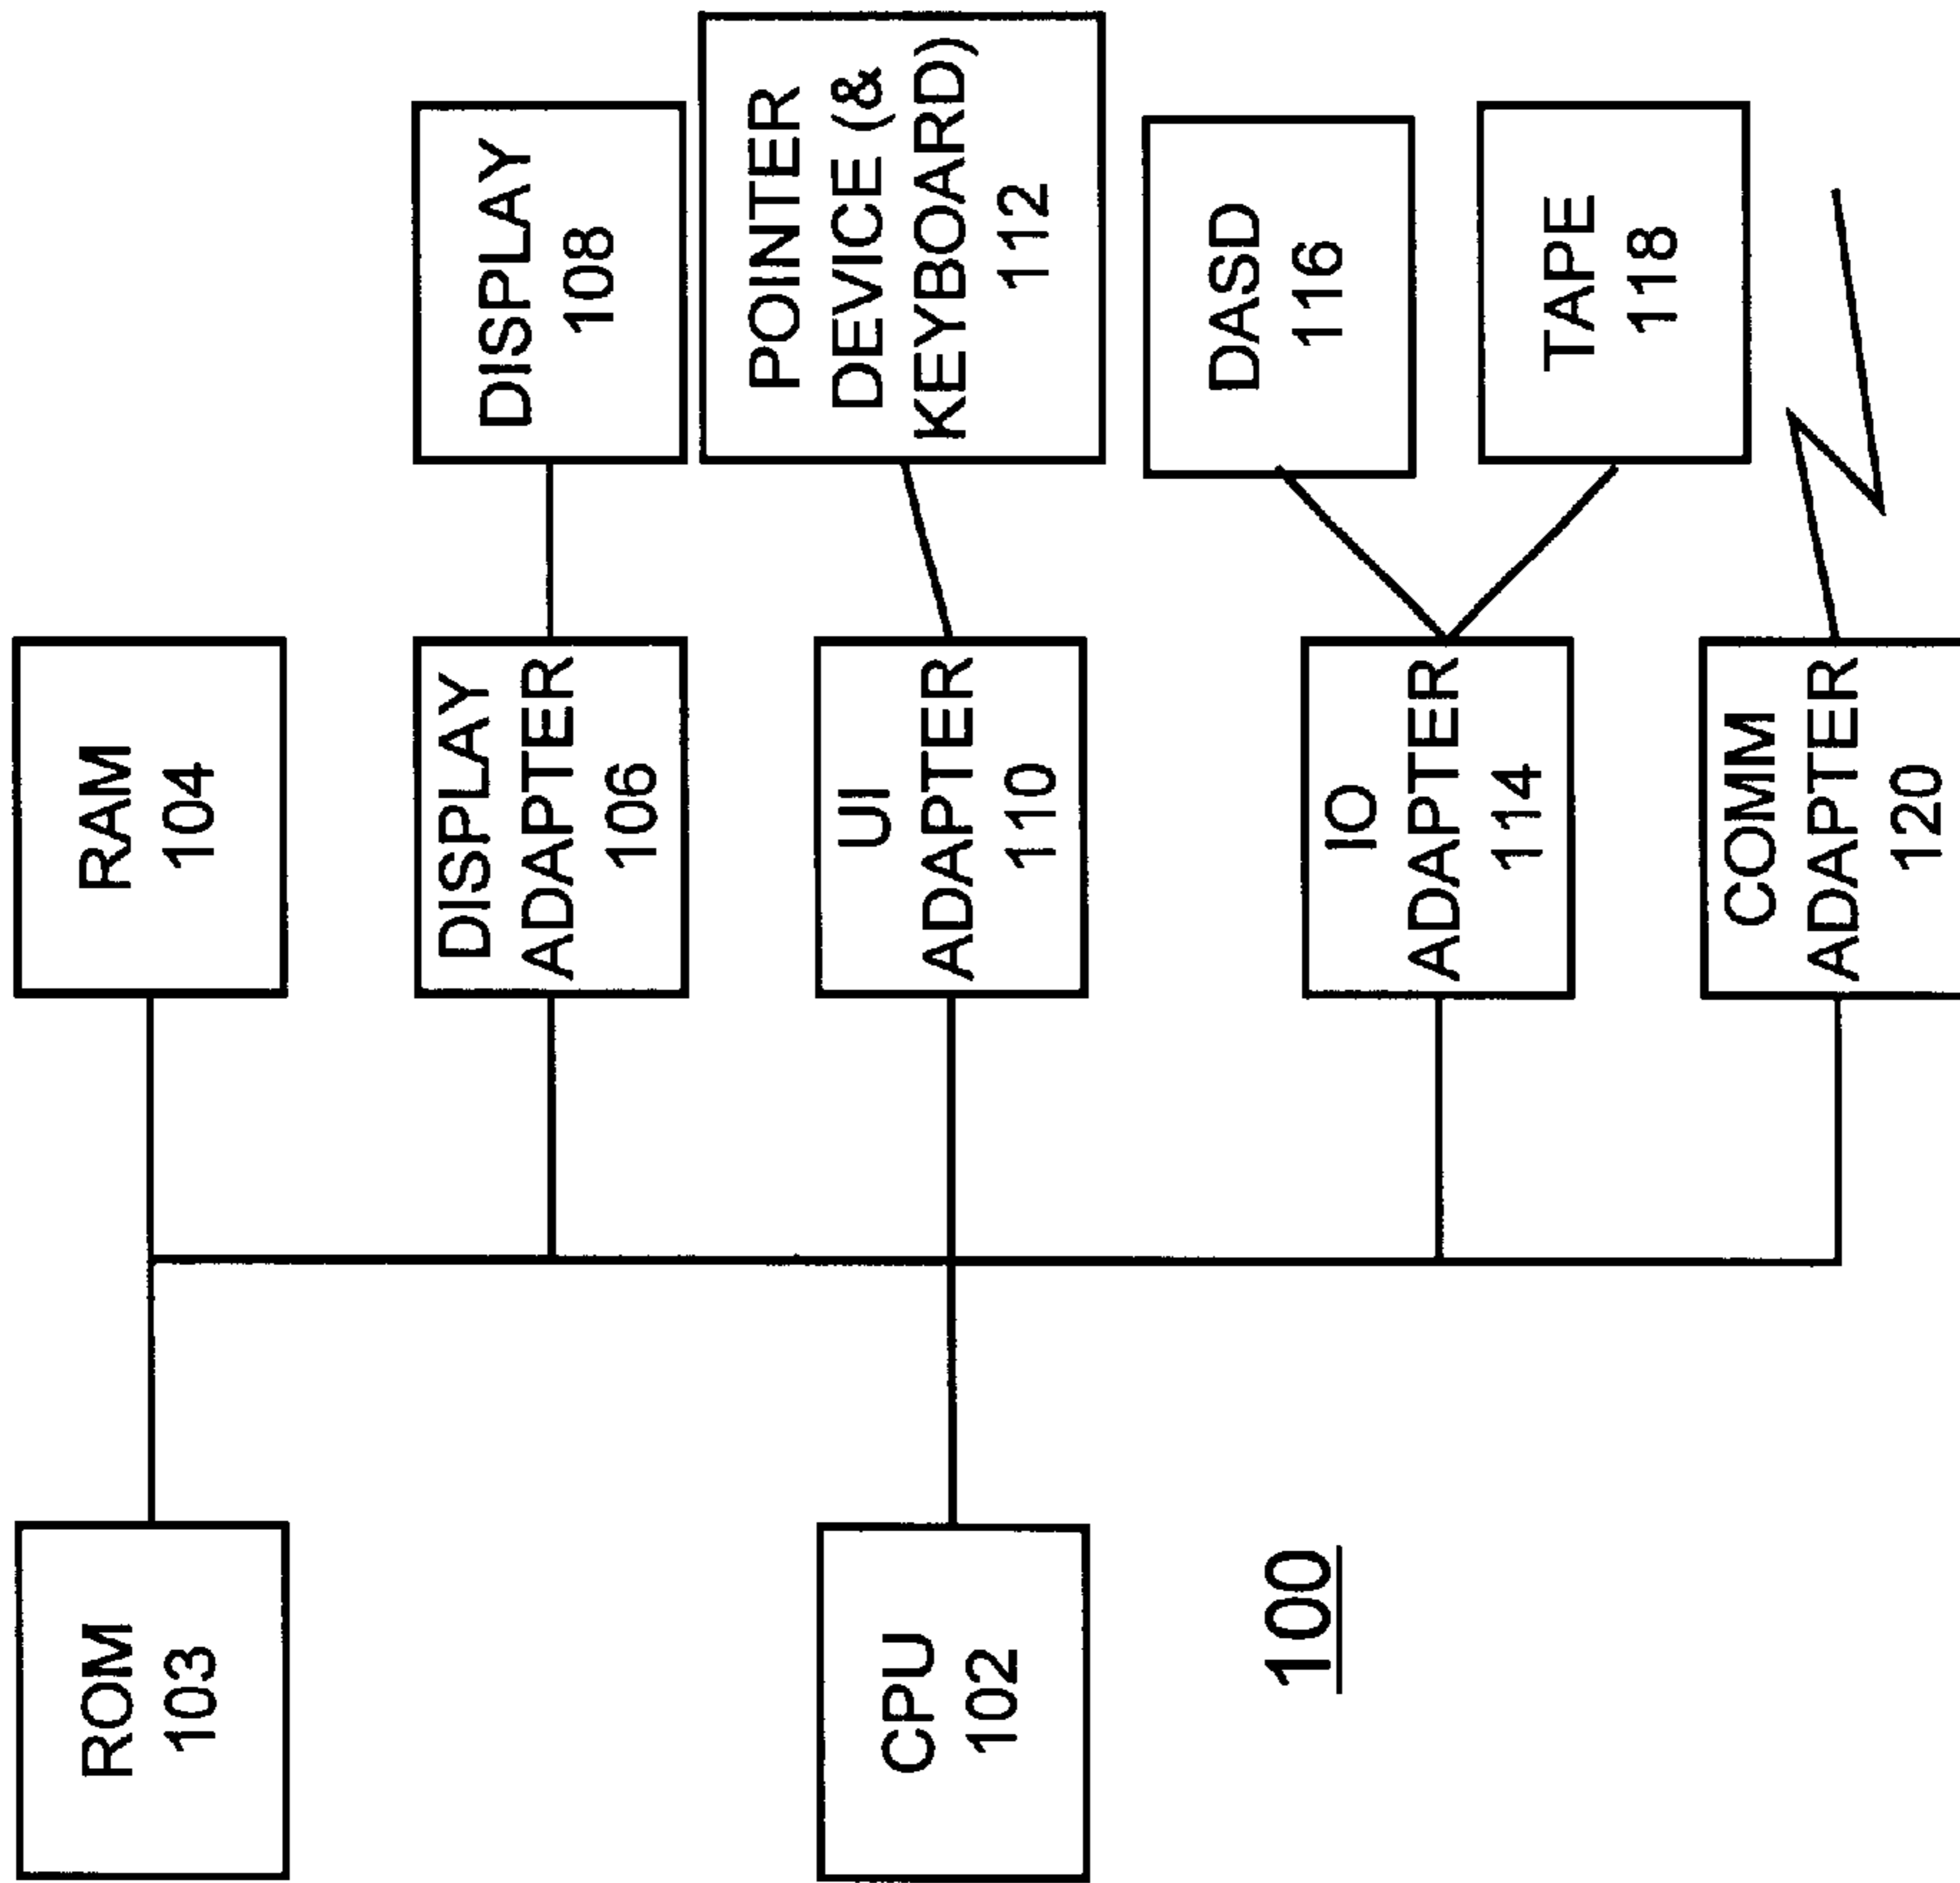 ROM
103
CPU
102
100
RAM
104
DISPLAY
ADAPTER
106
UI
ADAPTER
110
IO
ADAPTER
114
COMM
ADAPTER
120
DISPLAY
108
POINTER
DEVICE (&
KEYBOARD)
112
DASD
116
TAPE
118